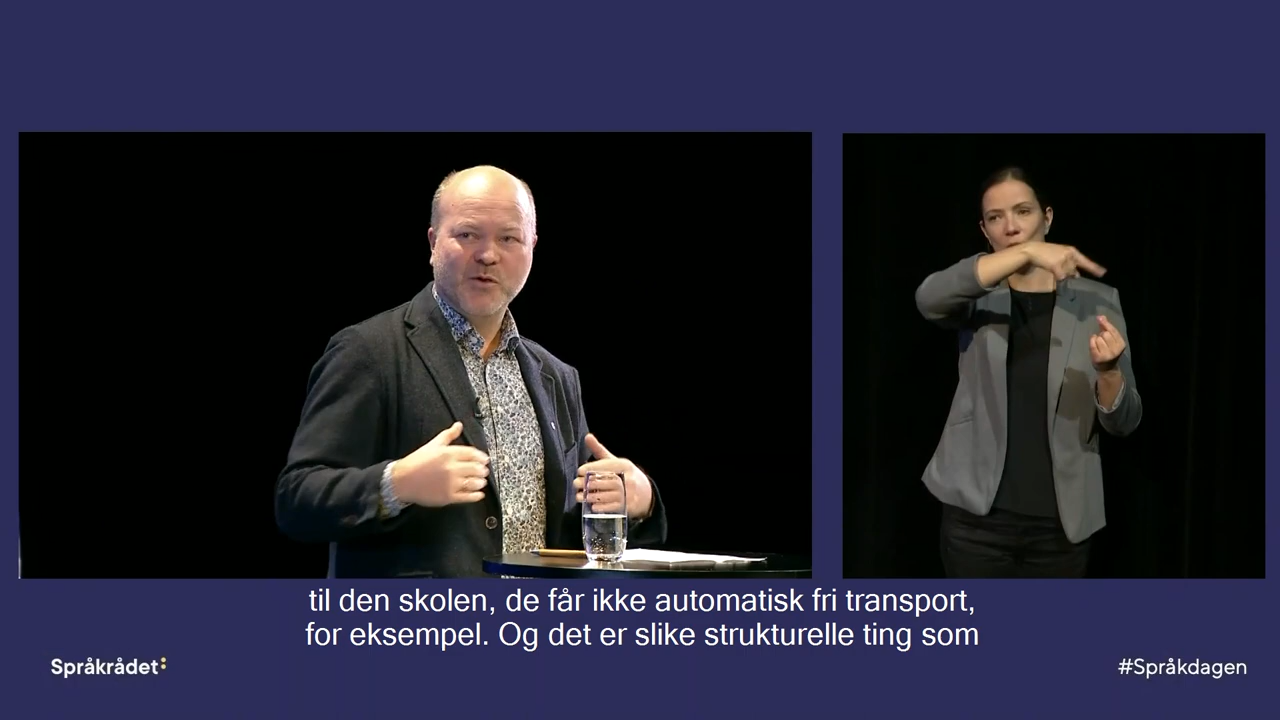 til den skolen, de får ikke automatisk fri transport,
for eksempel. Og det er slike strukturelle ting som
Språkrådet:
#Språkdagen